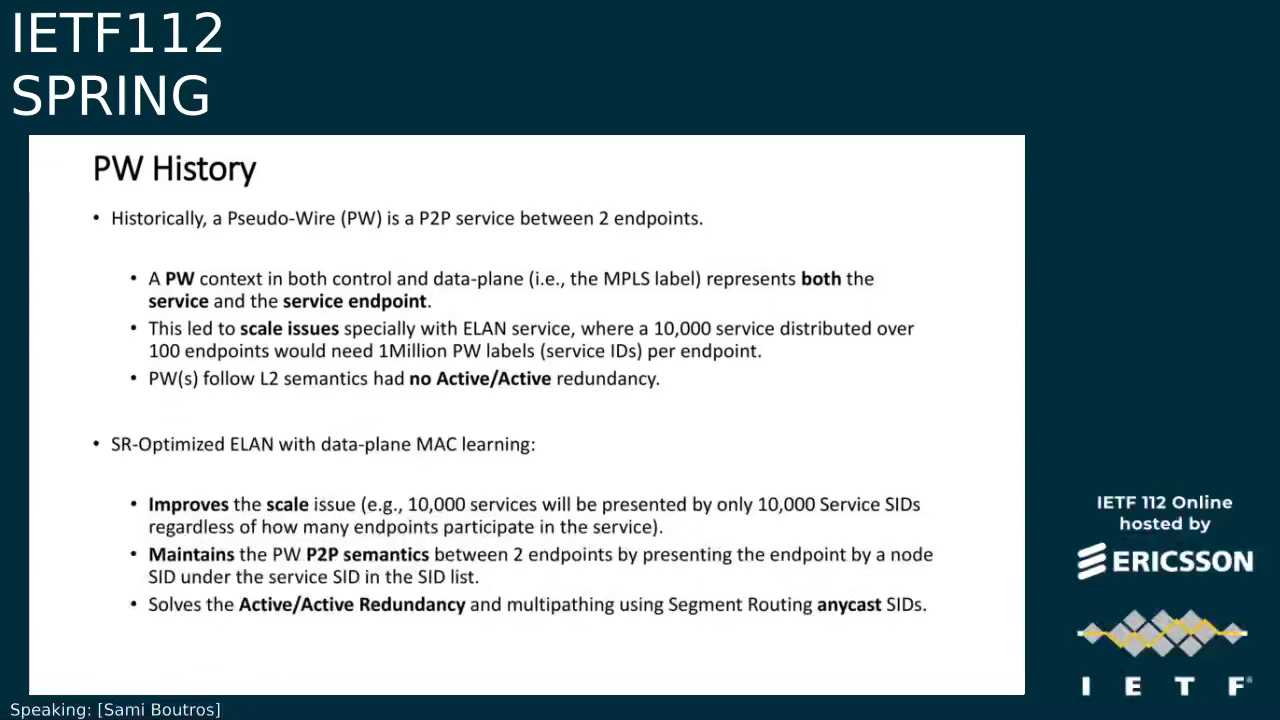 IETF112
SPRING
PW History
• Historically, a Pseudo-Wire (PW) is a P2P service between 2 endpoints.
• A PW context in both control and data-plane (i.e., the MPLS label) represents both the
service and the service endpoint.
• This led to scale issues specially with ELAN service, where a 10,000 service distributed over
100 endpoints would need 1Million PW labels (service IDs) per endpoint.
• PW(s) follow L2 semantics had no Active/Active redundancy.
• SR-Optimized ELAN with data-plane MAC learning:
• Improves the scale issue (e.g., 10,000 services will be presented by only 10,000 Service SIDs
regardless of how many endpoints participate in the service).
• Maintains the PW P2P semantics between 2 endpoints by presenting the endpoint by a node
SID under the service SID in the SID list.
• Solves the Active/Active Redundancy and multipathing using Segment Routing anycast SIDs.
IETF 112 Online
hosted by
ERICSSON
I E T F®
Speaking: [Sami Boutros]